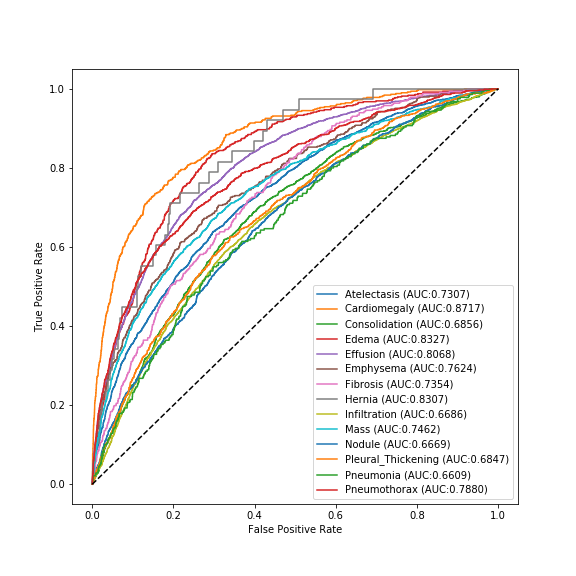 1.0
0.8
0.6
0.4
0.2
0.0
True Positive Rate
0.0 0.2 0.4 0.6 0.8 1.0
False Positive Rate
Atelectasis (AUC:0.7307)
Cardiomegaly (AUC:0.8717)
Consolidation (AUC:0.6856)
Edema (AUC:0.8327)
Effusion (AUC:0.8068)
Emphysema (AUC:0.7624)
Fibrosis (AUC:0.7354)
Hernia (AUC:0.8307)
Infiltration (AUC:0.6686)
Mass (AUC:0.7462)
Nodule (AUC:0.6669)
Pleural_Thickening (AUC:0.6847)
Pneumonia (AUC:0.6609)
Pneumothorax (AUC:0.7880)